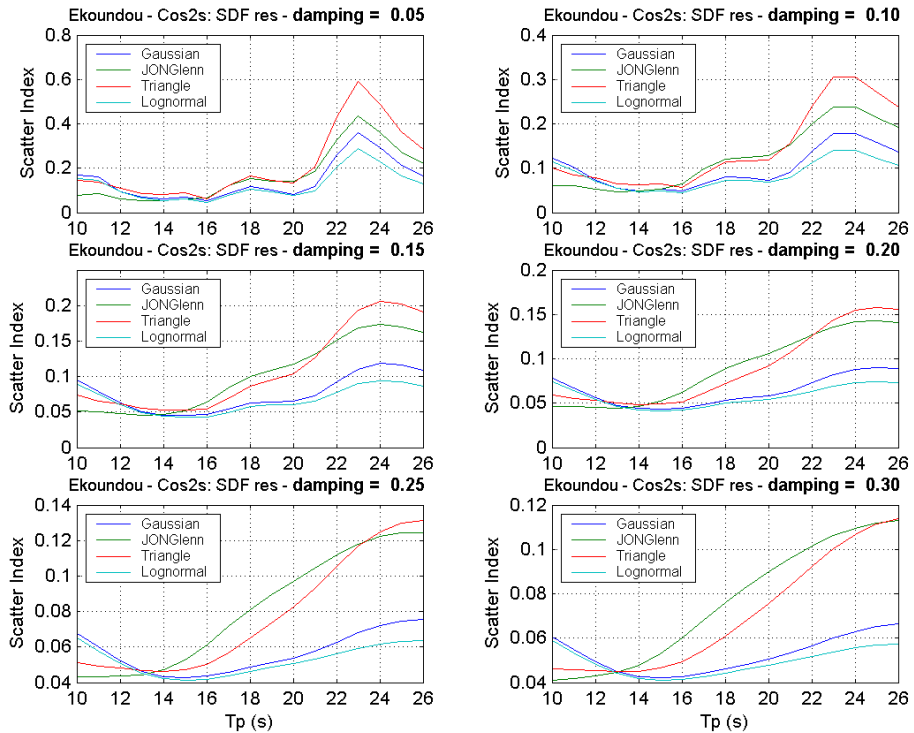 Ekoundou - Cos2s: SDF res - damping = 0.05
Scatter Index
0.8
0.6
0.4
0.2
0
Gaussian
JONGlenn
Triangle
Lognormal
10 12 14 16 18 20 22 24 26
Ekoundou - Cos2s: SDF res - damping = 0.10
Scatter Index
0.4
0.3
0.2
0.1
0
Gaussian
JONGlenn
Triangle
Lognormal
10 12 14 16 18 20 22 24 26
Ekoundou - Cos2s: SDF res - damping = 0.15
Scatter Index
0.2
0.15
0.1
0.05
0
Gaussian
JONGlenn
Triangle
Lognormal
10 12 14 16 18 20 22 24 26
Ekoundou - Cos2s: SDF res - damping = 0.20
Scatter Index
0.2
0.15
0.1
0.05
0
Gaussian
JONGlenn
Triangle
Lognormal
10 12 14 16 18 20 22 24 26
Ekoundou - Cos2s: SDF res - damping = 0.25
Scatter Index
0.14
0.12
0.1
0.08
0.06
0.04
Gaussian
JONGlenn
Triangle
Lognormal
10 12 14 16 18 20 22 24 26
Tp (s)
Ekoundou - Cos2s: SDF res - damping = 0.30
Scatter Index
0.12
0.1
0.08
0.06
0.04
Gaussian
JONGlenn
Triangle
Lognormal
10 12 14 16 18 20 22 24 26
Tp (s)